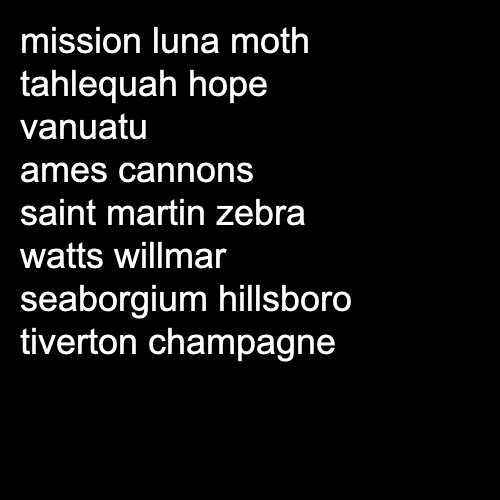 mission luna moth
tahlequah hope
vanuatu
ames cannons
saint martin zebra
watts willmar
seaborgium hillsboro
tiverton champagne